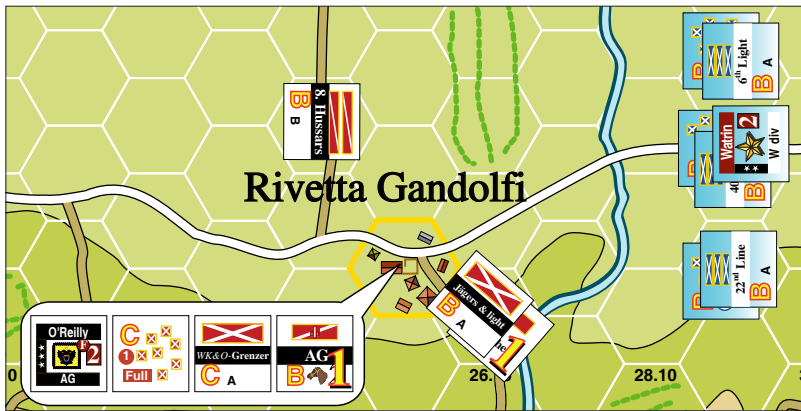 6th Light
B A
B
8. Hussars
B B
Watrin
2
W div
B
B
Rivetta Gandolfi
22nd Line
B A
B
Jägers & light
B A
1
O'Reilly
2
AG
C
1
Full
WK&O-Grenzer
C A
AG
B 1
0
26.
28.10